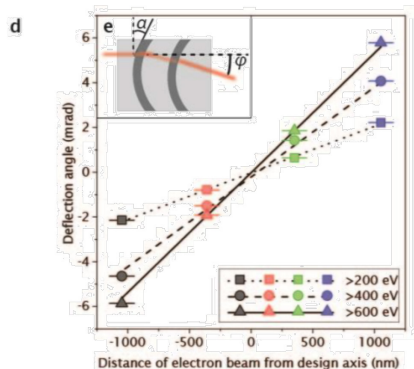 d
e
α
φ
6
4
2
0
-2
-4
-6
Deflection angle (mrad)
>200 eV
>400 eV
>600 eV
-1000 -500 0 500 1000
Distance of electron beam from design axis (nm)